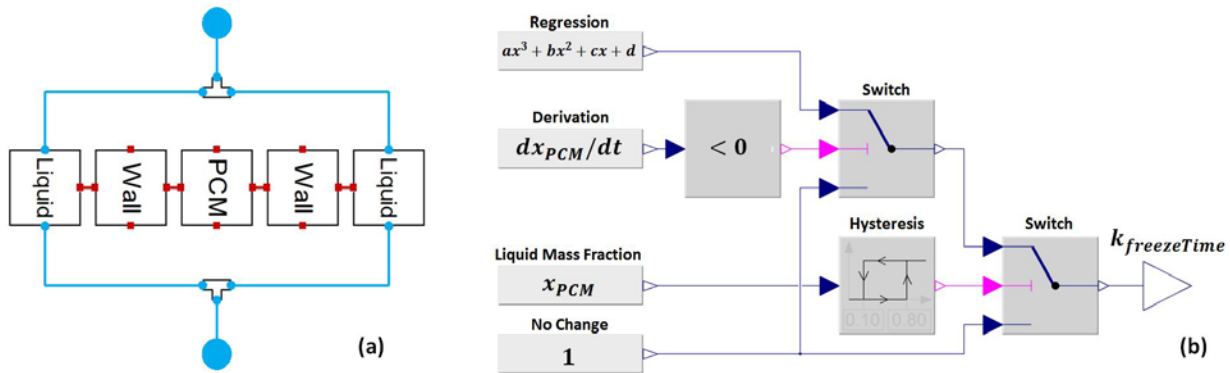 Liquid
Wall
PCM
Wall
Liquid
(a)
Regression
ax³ + bx² + cx + d
Switch
Derivation
dx_PCM/dt
< 0
Liquid Mass Fraction
x_PCM
Hysteresis
0.10 0.80
Switch
k_freezeTime
No Change
1
(b)